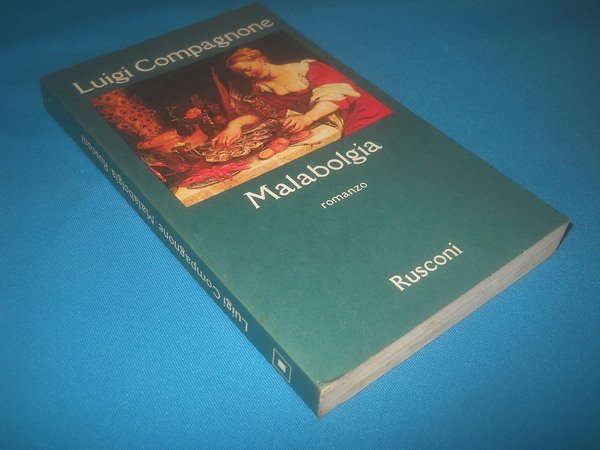 Luigi Compagnone
Malabolgia
romanzo
Rusconi
Luigi Compagnone Malabolgia Rusconi